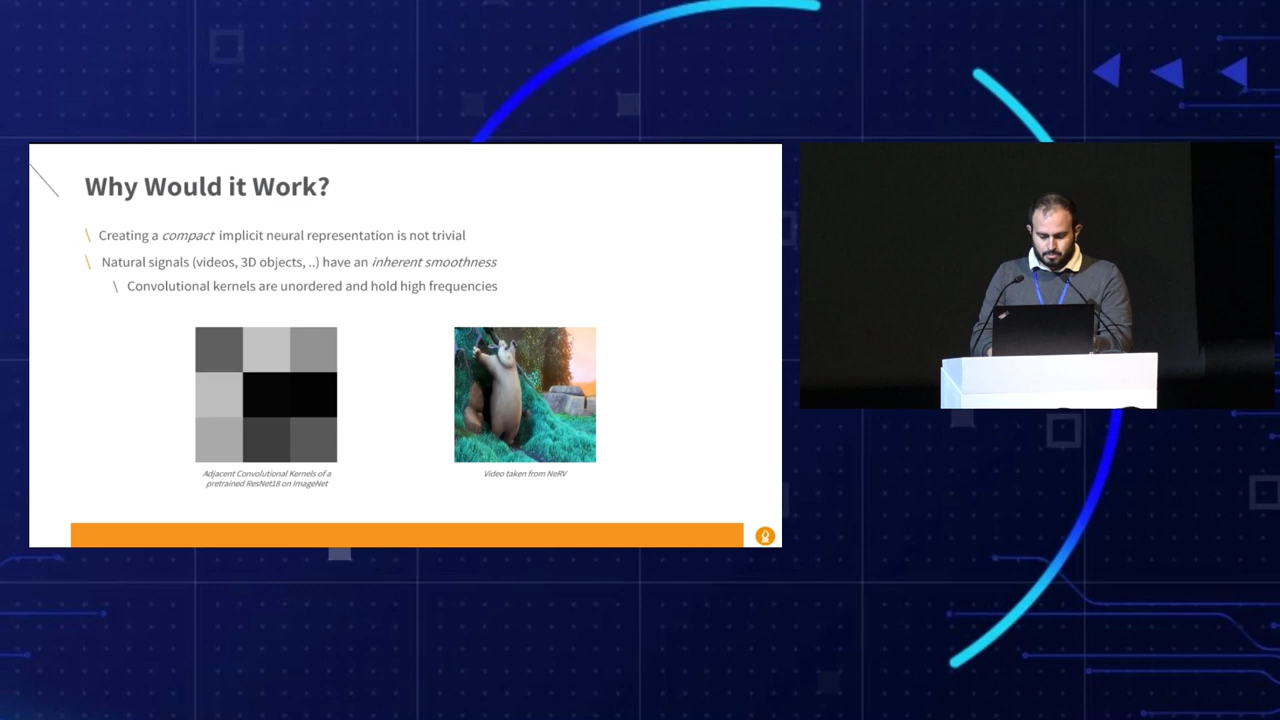 Why Would it Work?
\ Creating a compact implicit neural representation is not trivial
\ Natural signals (videos, 3D objects, ..) have an inherent smoothness
\ Convolutional kernels are unordered and hold high frequencies
Adjacent Convolutional Kernels of a
pretrained ResNet18 on ImageNet
Video taken from NeRV